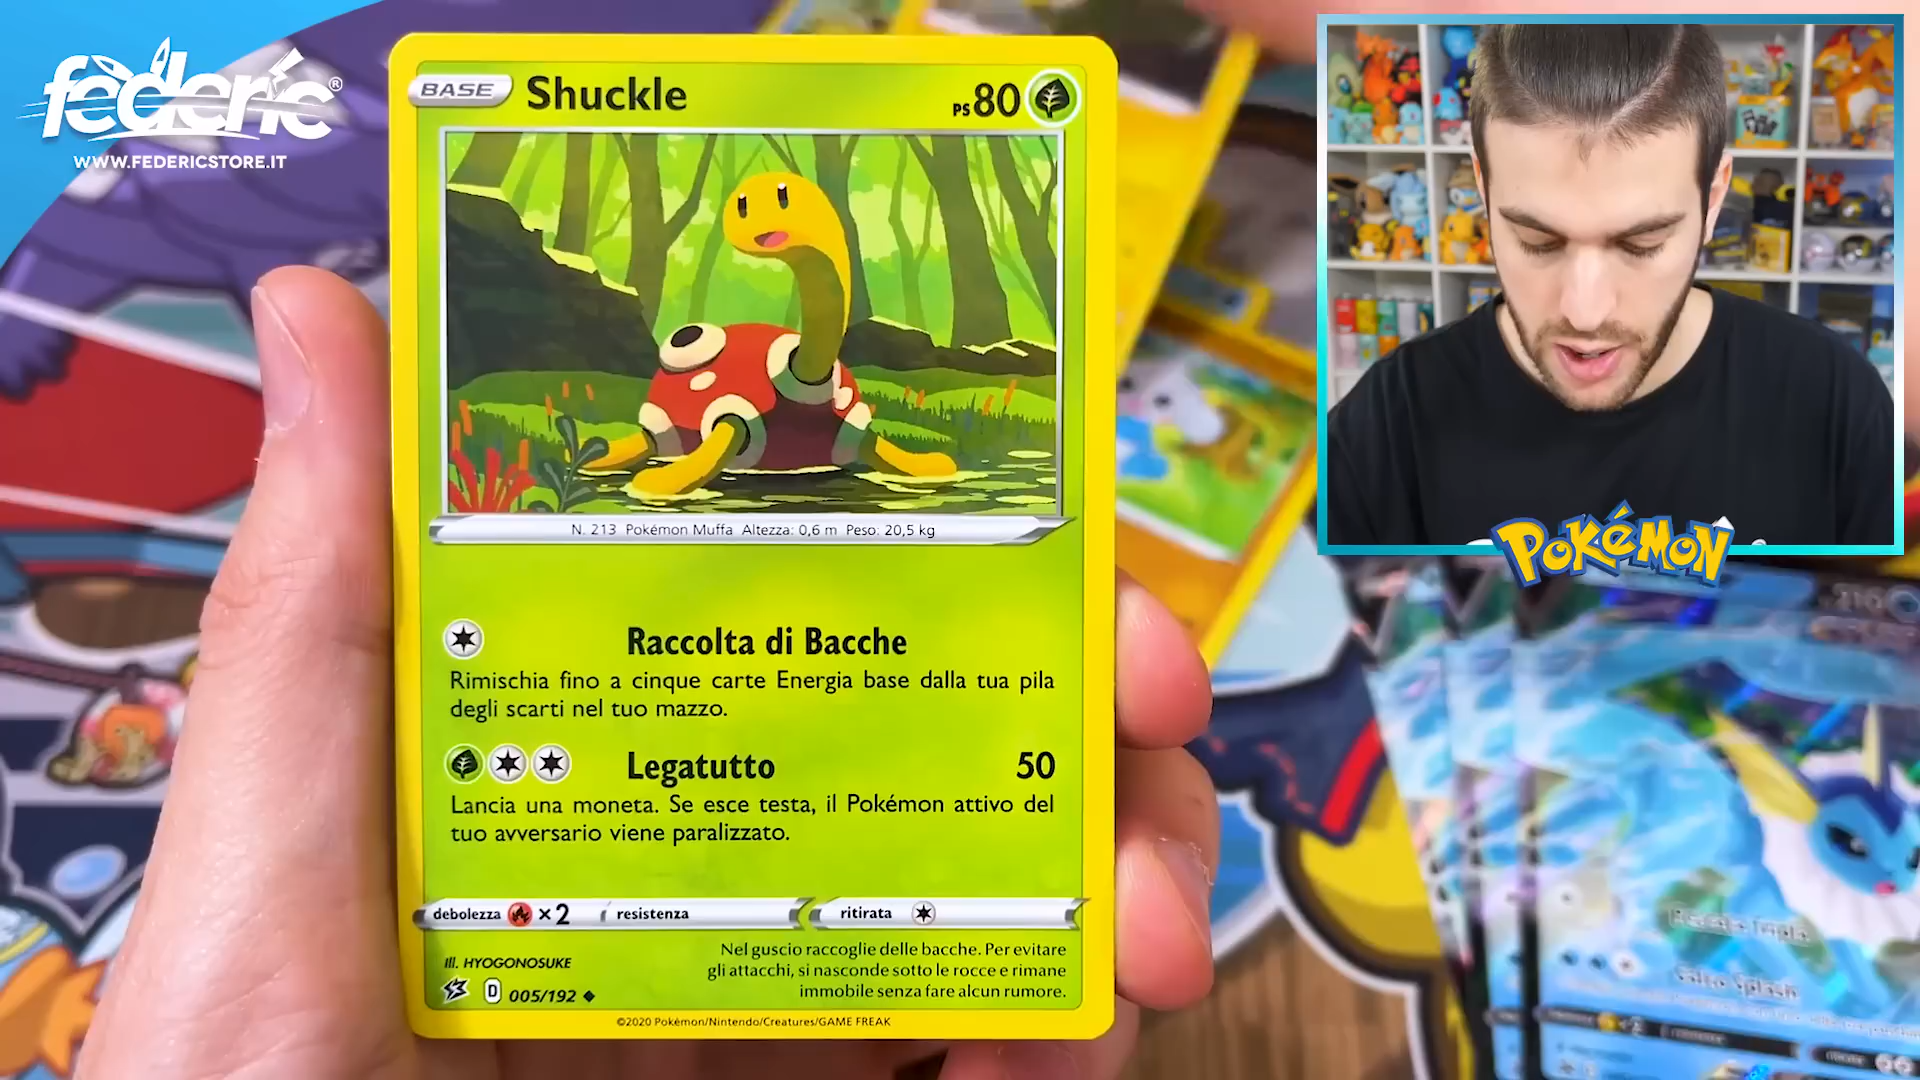 federic®
WWW.FEDERICSTORE.IT
BASE Shuckle PS80
N. 213 Pokémon Muffa Altezza: 0,6 m Peso: 20,5 kg
Raccolta di Bacche
Rimischia fino a cinque carte Energia base dalla tua pila
degli scarti nel tuo mazzo.
Legatutto 50
Lancia una moneta. Se esce testa, il Pokémon attivo del
tuo avversario viene paralizzato.
debolezza ×2 resistenza ritirata
Nel guscio raccoglie delle bacche. Per evitare
gli attacchi, si nasconde sotto le rocce e rimane
immobile senza fare alcun rumore.
Ill. HYOGONOSUKE
D 005/192
©2020 Pokémon/Nintendo/Creatures/GAME FREAK
POKéMON